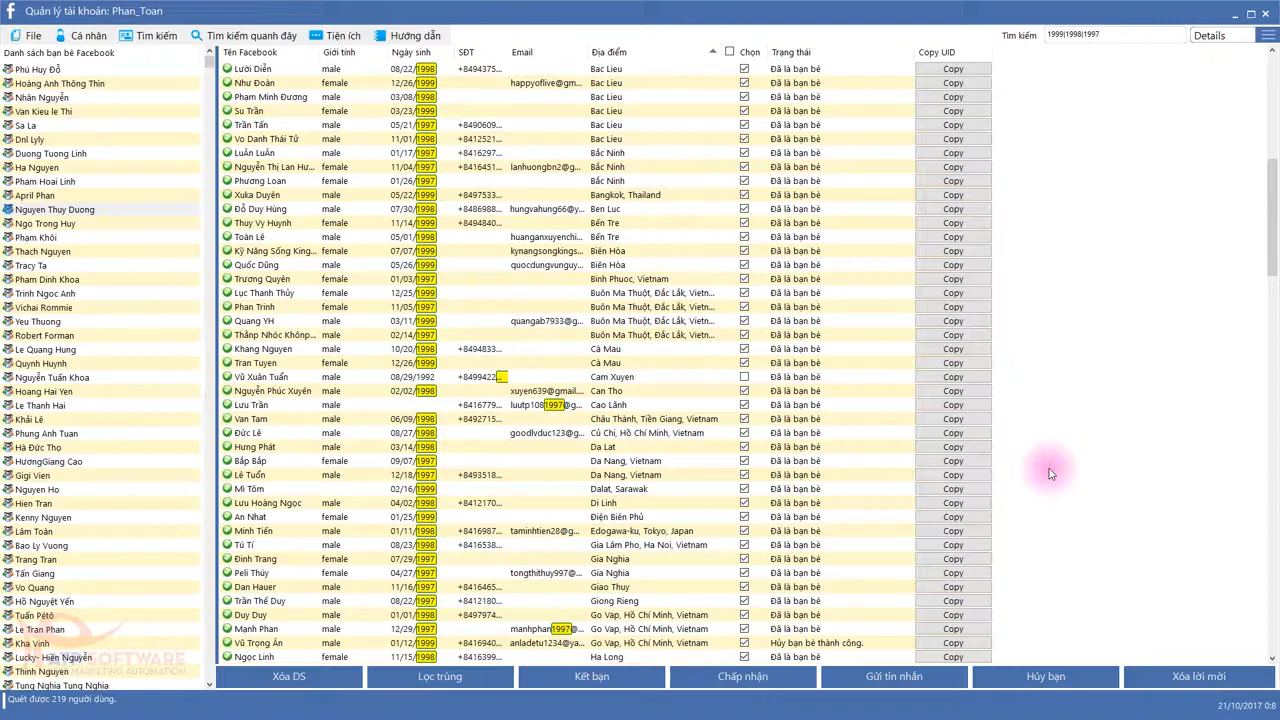 Quản lý tài khoản: Phan_Toan
File Cá nhân Tìm kiếm Tìm kiếm quanh đây Tiện ích Hướng dẫn Tìm kiếm 1999|1998|1997 Details
Danh sách bạn bè Facebook
Phú Huy Đỗ
Hoàng Anh Thông Thin
Nhân Nguyễn
Van Kieu le Thi
Sa La
Dnl Lyly
Duong Tuong Linh
Ha Nguyen
Pham Hoai Linh
April Phan
Nguyen Thuy Duong
Ngo Trong Huy
Phạm Khôi
Thach Nguyen
Tracy Ta
Pham Dinh Khoa
Trinh Ngoc Anh
Vichai Rommie
Yeu Thuong
Robert Forman
Le Quang Hung
Quynh Huynh
Nguyễn Tuấn Khoa
Hoang Hai Yen
Le Thanh Hai
Khải Lê
Phung Anh Tuan
Hà Đức Thọ
HươngGiang Cao
Gigi Vien
Nguyen Ho
Hien Tran
Kenny Nguyen
Lâm Toàn
Bao Ly Vuong
Trang Tran
Tấn Giang
Vo Quang
Hồ Nguyệt Yến
Tuấn Pétô
Le Tran Phan
Kha Vinh
Lucky Hiền Nguyễn
Thinh Nguyen
Tung Nghia Tung Nghia
Tên Facebook Giới tính Ngày sinh SĐT Email Địa điểm Chọn Trạng thái Copy UID
Lười Diễn male 08/22/1998 +8494375... Bac Lieu Đã là bạn bè Copy
Như Đoàn female 12/26/1999 happyoflive@gm... Bac Lieu Đã là bạn bè Copy
Phạm Minh Đương male 03/08/1998 Bac Lieu Đã là bạn bè Copy
Su Trần female 03/23/1999 Bac Lieu Đã là bạn bè Copy
Trần Tấn male 05/21/1997 +8490609... Bac Lieu Đã là bạn bè Copy
Vo Danh Thái Tử male 11/01/1998 +8412521... Bac Lieu Đã là bạn bè Copy
LuÂn LuÂn male 01/17/1997 +8416297... Bắc Ninh Đã là bạn bè Copy
Nguyễn Thị Lan Hư... female 11/04/1997 +8416451... lanhuongbn2@g... Bắc Ninh Đã là bạn bè Copy
Phương Loan female 01/26/1997 Bắc Ninh Đã là bạn bè Copy
Xuka Duyên female 05/22/1999 +8497533... Bangkok, Thailand Đã là bạn bè Copy
Đỗ Duy Hùng male 07/30/1998 +8486988... hungvahung66@y... Ben Luc Đã là bạn bè Copy
Thuy Vy Huynh female 11/14/1999 +8494840... Bến Tre Đã là bạn bè Copy
Toàn Lê male 05/01/1998 huanganxuyenchi... Bến Tre Đã là bạn bè Copy
Kỹ Năng Sống King... female 07/07/1999 kynangsongkings... Biên Hòa Đã là bạn bè Copy
Quốc Dũng male 05/26/1999 quocdungvunguy... Biên Hòa Đã là bạn bè Copy
Trương Quyên female 01/03/1997 Binh Phuoc, Vietnam Đã là bạn bè Copy
Lục Thanh Thủy female 12/25/1999 Buôn Ma Thuột, Đắc Lắk, Vietn... Đã là bạn bè Copy
Phan Trinh female 11/05/1997 Buôn Ma Thuột, Đắc Lắk, Vietn... Đã là bạn bè Copy
Quang YH male 03/11/1999 quangab7933@g... Buôn Ma Thuột, Đắc Lắk, Vietn... Đã là bạn bè Copy
Thằnp Nhóc Khônp... male 02/14/1997 Buôn Ma Thuột, Đắc Lắk, Vietn... Đã là bạn bè Copy
Khang Nguyen male 10/20/1998 +8494833... Cà Mau Đã là bạn bè Copy
Tran Tuyen female 12/26/1999 Cà Mau Đã là bạn bè Copy
Vũ Xuân Tuấn male 08/29/1992 +8499422... Cam Xuyen Đã là bạn bè Copy
Nguyễn Phúc Xuyên male 02/02/1998 xuyen639@gmail.... Can Tho Đã là bạn bè Copy
Lưu Trần male +8416779... luutp1081997@g... Cao Lãnh Đã là bạn bè Copy
Van Tam male 06/09/1998 +8492715... Châu Thành, Tiền Giang, Vietnam Đã là bạn bè Copy
Đức Lê male 08/27/1998 goodlvduc123@g... Củ Chi, Hồ Chí Minh, Vietnam Đã là bạn bè Copy
Hưng Phát male 03/14/1998 Da Lat Đã là bạn bè Copy
Bắp Bắp female 09/07/1997 Da Nang, Vietnam Đã là bạn bè Copy
Lê Tuốn male 12/18/1997 +8493518... Da Nang, Vietnam Đã là bạn bè Copy
Mì Tôm male 02/16/1999 Dalat, Sarawak Đã là bạn bè Copy
Lưu Hoàng Ngọc male 04/02/1998 +8412170... Di Linh Đã là bạn bè Copy
An Nhat female 01/25/1999 Điện Biên Phủ Đã là bạn bè Copy
Minh Tiến male 01/11/1998 +8416987... taminhtien28@g... Edogawa-ku, Tokyo, Japan Đã là bạn bè Copy
Tú Tí male 08/23/1998 +8416538... Gia Lâm Pho, Ha Noi, Vietnam Đã là bạn bè Copy
Đinh Trang female 07/29/1997 Gia Nghia Đã là bạn bè Copy
Peli Thúy female 04/27/1997 tongthithuy997@... Gia Nghia Đã là bạn bè Copy
Dan Hauer male 11/16/1997 +8416465... Giao Thuy Đã là bạn bè Copy
Trần Thế Duy male 08/22/1997 +8412180... Giong Rieng Đã là bạn bè Copy
Duy Duy male 01/01/1998 +8497974... Go Vap, Hồ Chí Minh, Vietnam Đã là bạn bè Copy
Mạnh Phan male 12/29/1997 manhphan1997@... Go Vap, Hồ Chí Minh, Vietnam Đã là bạn bè Copy
Vũ Trọng Ân male 01/12/1999 +8416940... anladetu1234@ya... Go Vap, Hồ Chí Minh, Vietnam Hủy bạn bè thành công. Copy
Ngọc Linh female 11/15/1998 +8416399... Ha Long Đã là bạn bè Copy
Xóa DS Lọc trùng Kết bạn Chấp nhận Gửi tin nhắn Hủy bạn Xóa lời mời
Quét được 219 người dùng.
21/10/2017 0:8